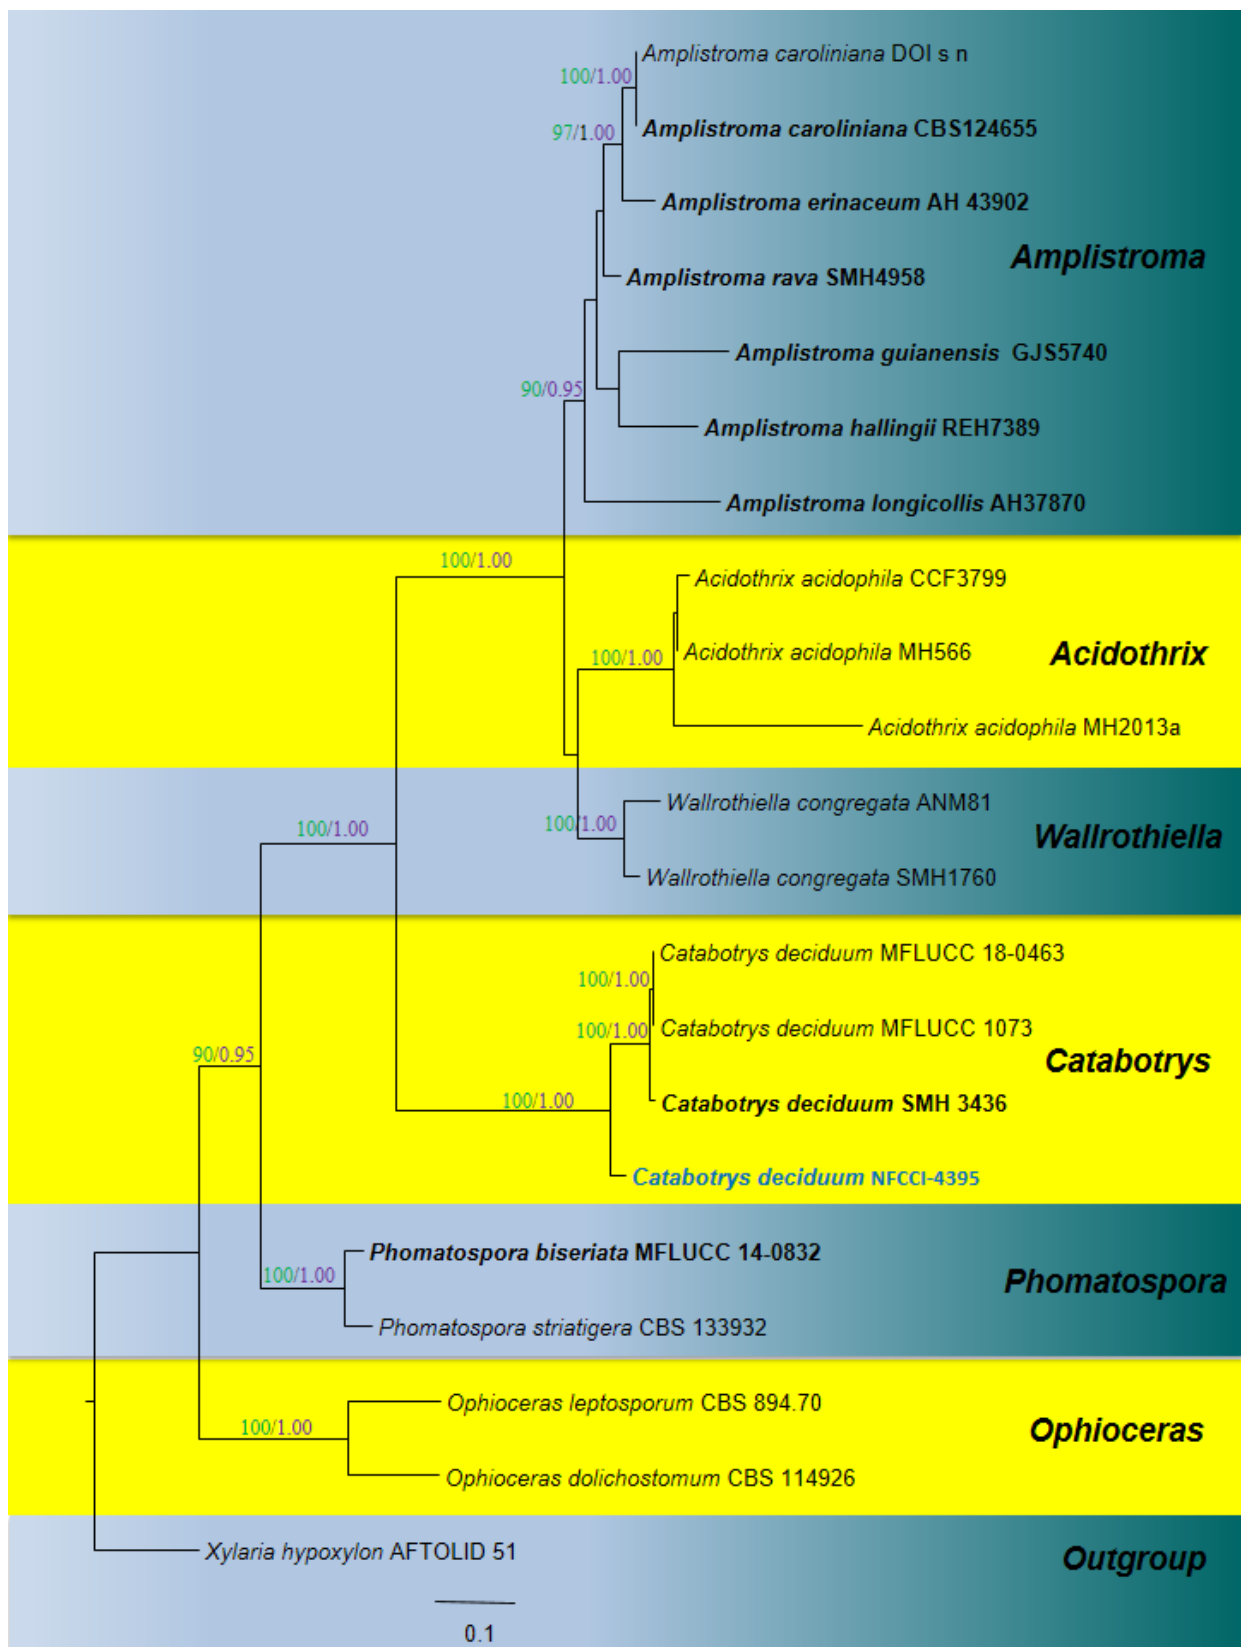 Amplistroma caroliniana DOI s n
100/1.00
Amplistroma caroliniana CBS124655
97/1.00
Amplistroma erinaceum AH 43902
Amplistroma
Amplistroma rava SMH4958
Amplistroma guianensis GJS5740
90/0.95
Amplistroma hallingii REH7389
Amplistroma longicollis AH37870
100/1.00
Acidothrix acidophila CCF3799
Acidothrix acidophila MH566
Acidothrix
100/1.00
Acidothrix acidophila MH2013a
Wallrothiella congregata ANM81
100/1.00
100/1.00
Wallrothiella
Wallrothiella congregata SMH1760
Catabotrys deciduum MFLUCC 18-0463
100/1.00
Catabotrys deciduum MFLUCC 1073
100/1.00
90/0.95
Catabotrys
100/1.00
Catabotrys deciduum SMH 3436
Catabotrys deciduum NFCCI-4395
Phomatospora biseriata MFLUCC 14-0832
100/1.00
Phomatospora
Phomatospora striatigera CBS 133932
Ophioceras leptosporum CBS 894.70
100/1.00
Ophioceras
Ophioceras dolichostomum CBS 114926
Xylaria hypoxylon AFTOLID 51
Outgroup
0.1